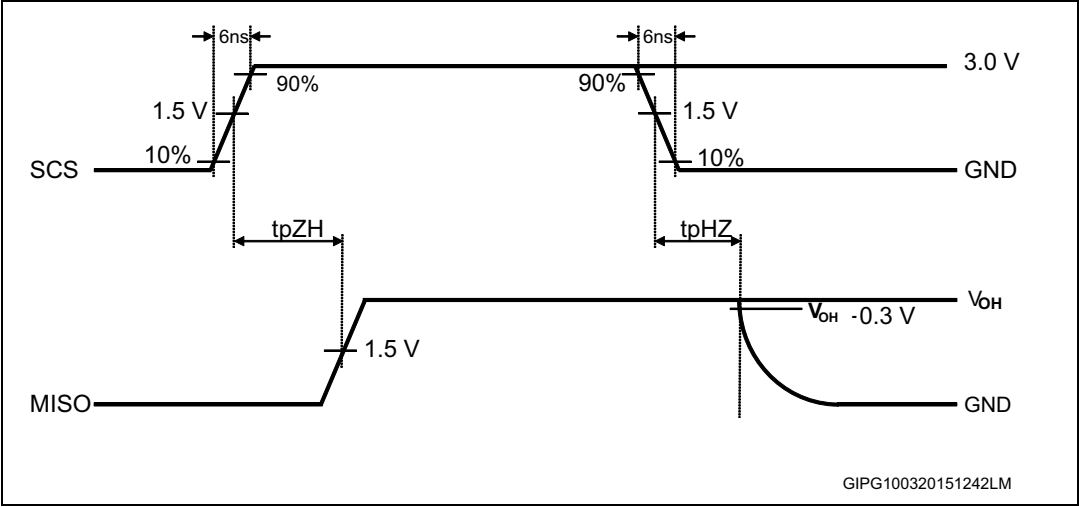 6ns 6ns
3.0 V
90% 90%
1.5 V 1.5 V
10% 10%
SCS GND
tpZH tpHZ
VOH
VOH -0.3 V
1.5 V
MISO GND
GIPG100320151242LM